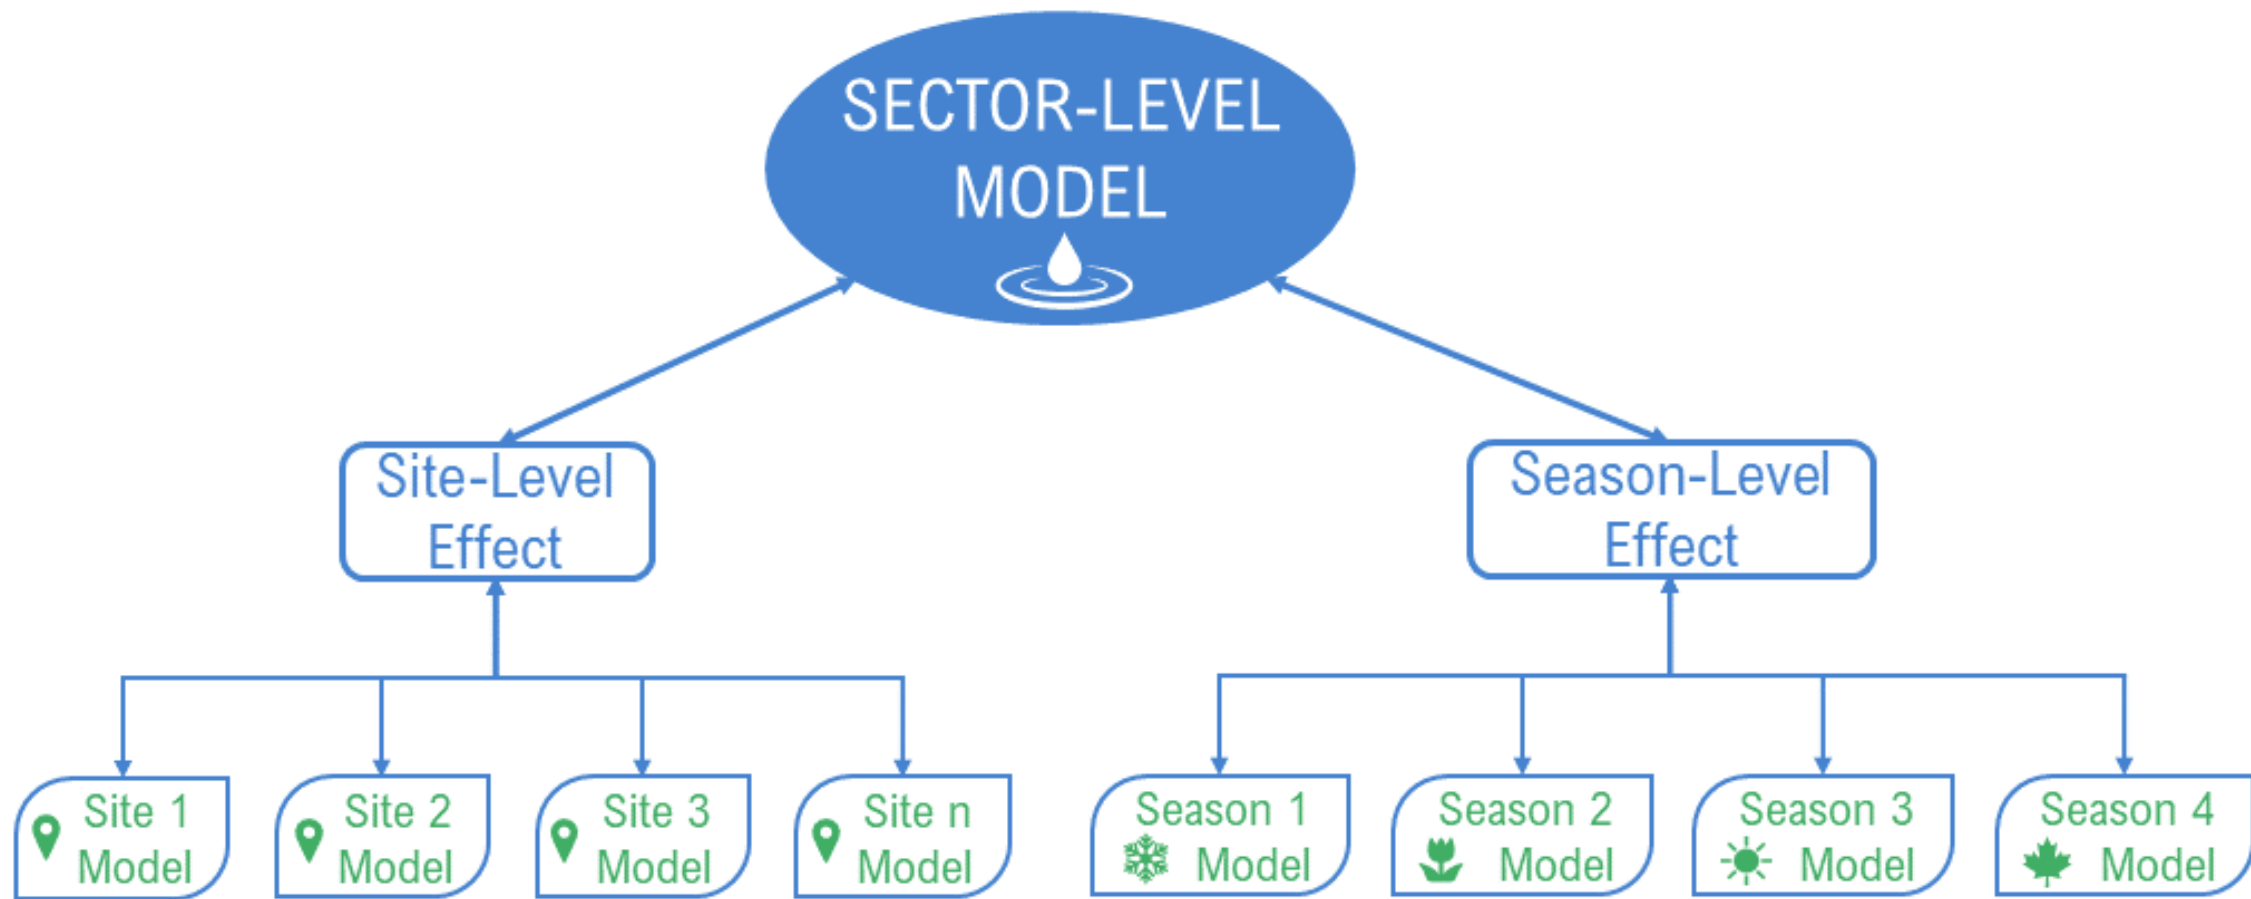 SECTOR-LEVEL
MODEL
Site-Level
Effect
Season-Level
Effect
Site 1
Model
Site 2
Model
Site 3
Model
Site n
Model
Season 1
Model
Season 2
Model
Season 3
Model
Season 4
Model